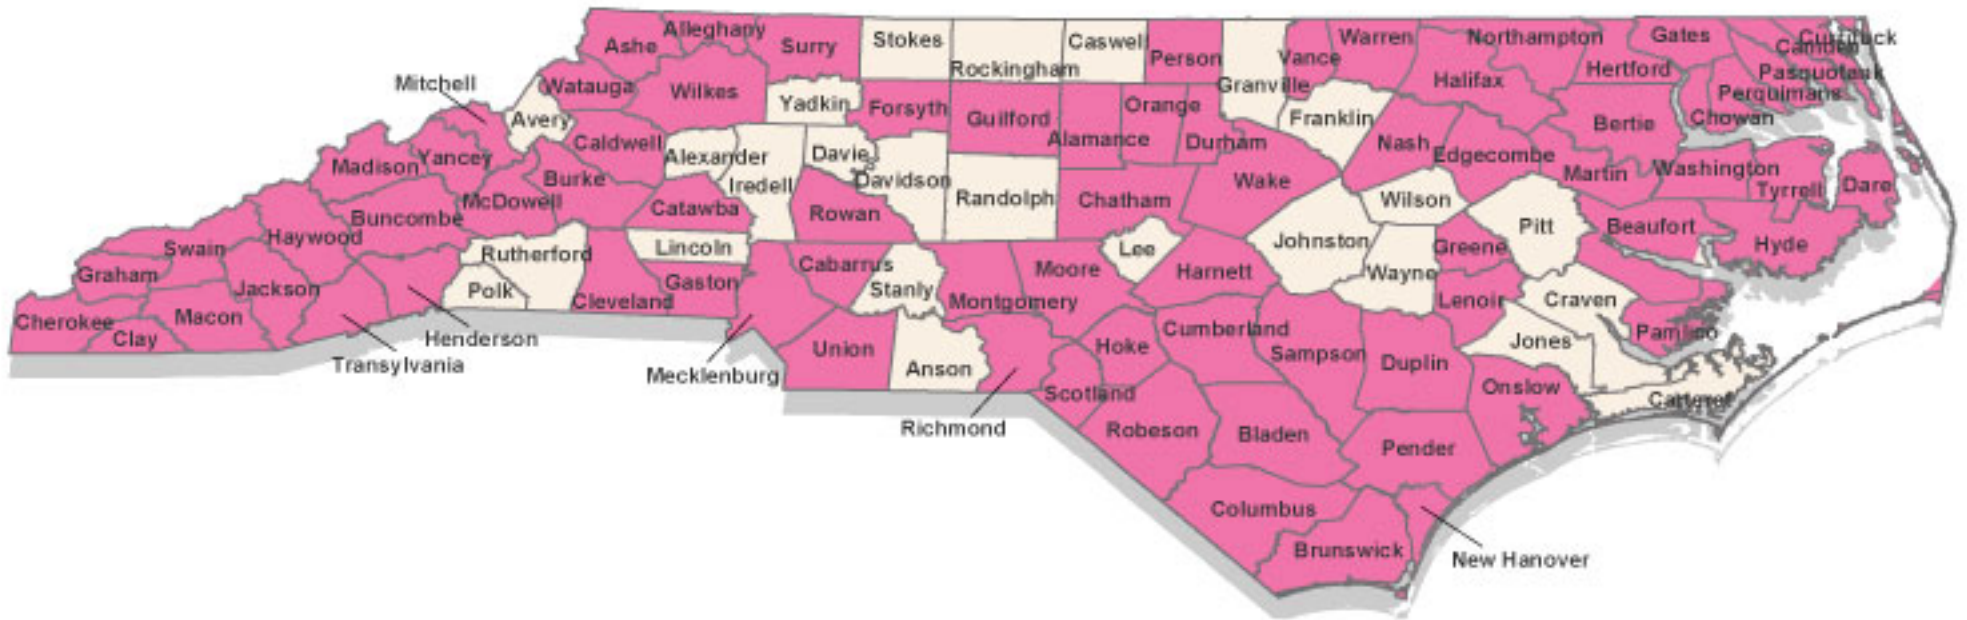 Alleghany
Ashe
Surry
Stokes
Caswell
Rockingham
Person
Granville
Vance
Warren
Northampton
Gates
Currituck
Camden
Pasquotank
Perquimans
Chowan
Hertford
Halifax
Mitchell
Watauga
Wilkes
Yadkin
Forsyth
Guilford
Alamance
Orange
Durham
Franklin
Nash
Edgecombe
Bertie
Avery
Caldwell
Alexander
Iredell
Davie
Davidson
Randolph
Chatham
Wake
Wilson
Martin
Washington
Tyrrell
Dare
Madison
Yancey
McDowell
Burke
Catawba
Rowan
Lee
Johnston
Pitt
Beaufort
Hyde
Swain
Haywood
Buncombe
Rutherford
Lincoln
Cabarrus
Stanly
Moore
Harnett
Wayne
Greene
Craven
Graham
Jackson
Polk
Cleveland
Gaston
Montgomery
Lenoir
Jones
Pamlico
Cherokee
Clay
Macon
Henderson
Transylvania
Mecklenburg
Union
Anson
Richmond
Hoke
Cumberland
Sampson
Duplin
Onslow
Carteret
Scotland
Robeson
Bladen
Pender
Columbus
Brunswick
New Hanover